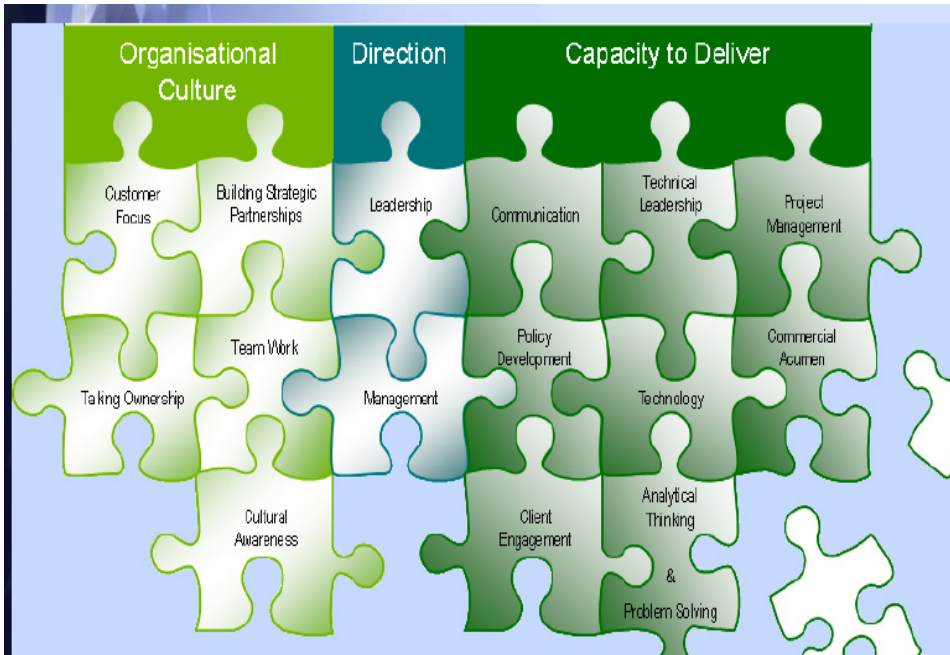 Organisational
Culture
Direction
Capacity to Deliver
Customer
Focus
Building Strategic
Partnerships
Leadership
Communication
Technical
Leadership
Project
Management
Taking Ownership
Team Work
Management
Policy
Development
Technology
Commercial
Acumen
Cultural
Awareness
Client
Engagement
Analytical
Thinking
&
Problem Solving